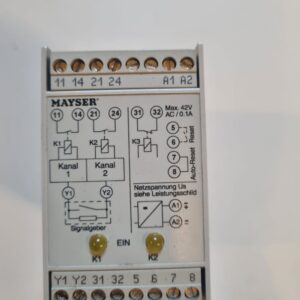 11 14 21 24 A1 A2
MAYSER®
Max. 42V
AC / 0.1A
11 14 21 24 31 32
K1 K2 K3
5
6
7
8
Reset
Auto-Reset
Kanal
1
Kanal
2
Y1 Y2
Netzspannung Us
siehe Leistungsschild
A1
A2
Signalgeber
EIN
K1 K2
Y1 Y2 31 32 5 6 7 8